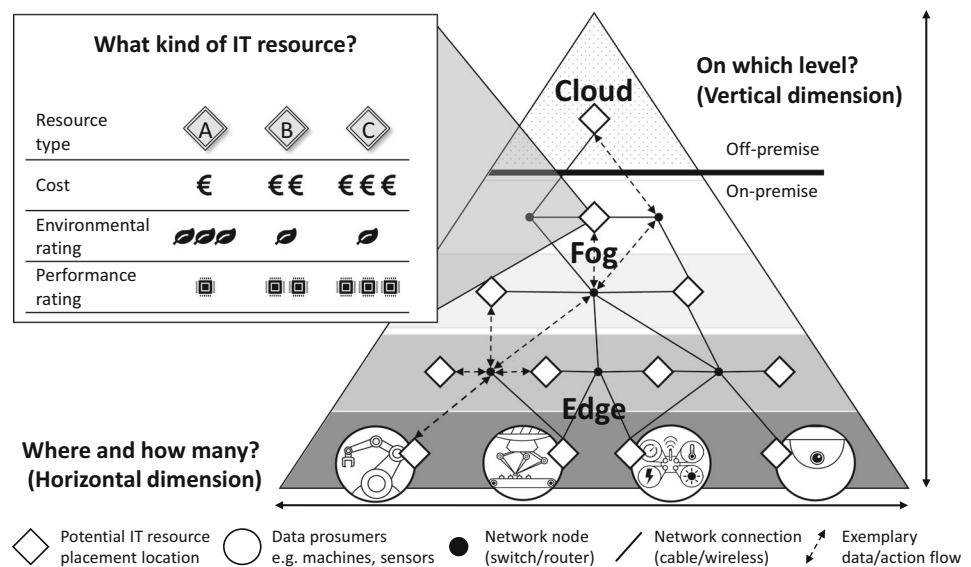 What kind of IT resource?
Resource
type
A
B
C
Cost
€
€ €
€ € €
Environmental
rating
Performance
rating
Cloud
On which level?
(Vertical dimension)
Off-premise
On-premise
Fog
Edge
Where and how many?
(Horizontal dimension)
Potential IT resource
placement location
Data prosumers
e.g. machines, sensors
Network node
(switch/router)
Network connection
(cable/wireless)
Exemplary
data/action flow